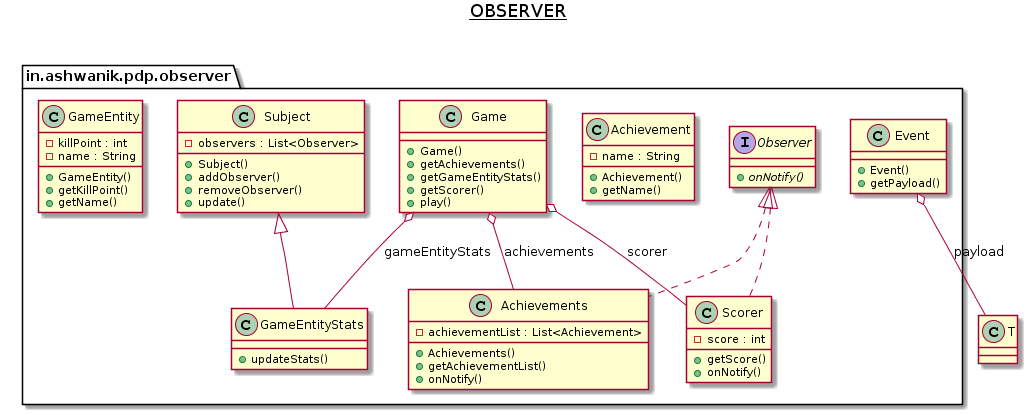 OBSERVER
in.ashwanik.pdp.observer
C GameEntity
killPoint : int
name : String
GameEntity()
getKillPoint()
getName()
C Subject
observers : List<Observer>
Subject()
addObserver()
removeObserver()
update()
C Game
Game()
getAchievements()
getGameEntityStats()
getScorer()
play()
C Achievement
name : String
Achievement()
getName()
I Observer
onNotify()
C Event
Event()
getPayload()
gameEntityStats
achievements
scorer
payload
C GameEntityStats
updateStats()
C Achievements
achievementList : List<Achievement>
Achievements()
getAchievementList()
onNotify()
C Scorer
score : int
getScore()
onNotify()
C T